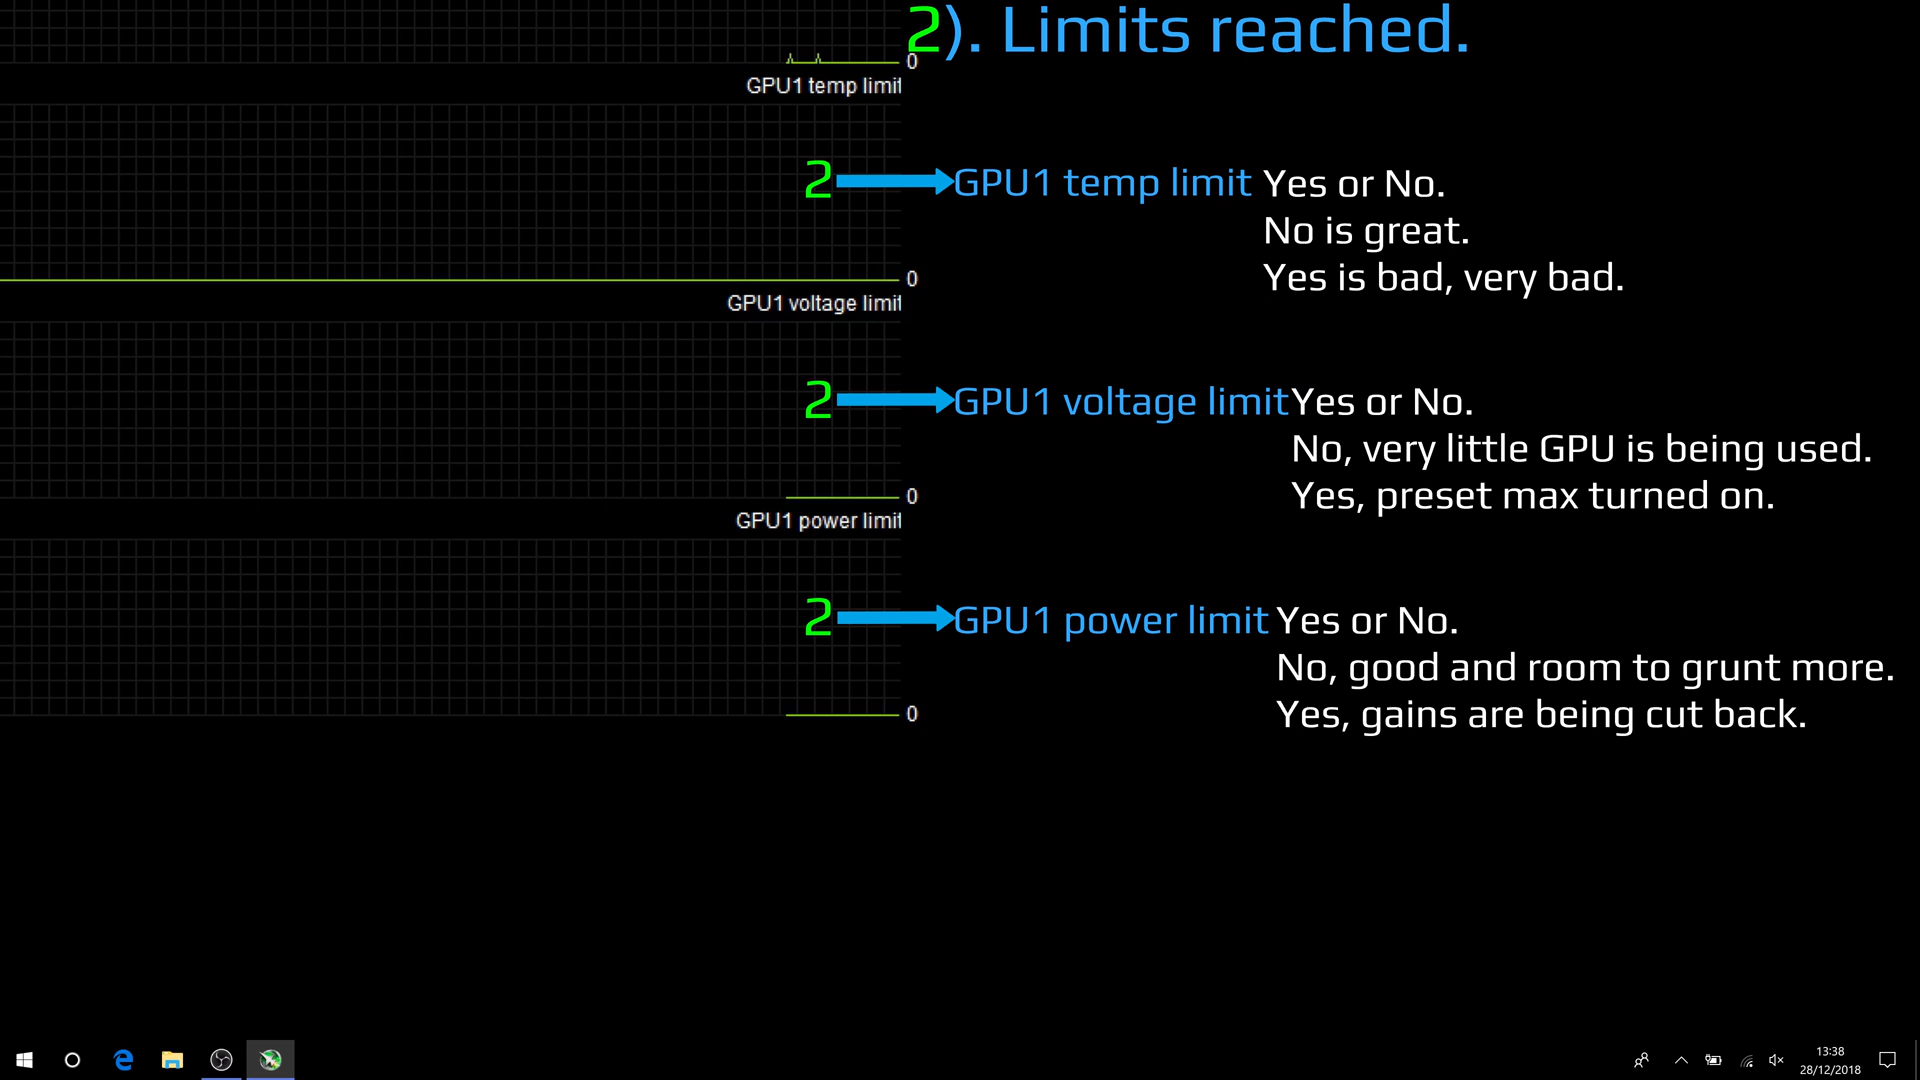 2). Limits reached.
0
GPU1 temp limit
2 GPU1 temp limit Yes or No.
No is great.
Yes is bad, very bad.
0
GPU1 voltage limit
2 GPU1 voltage limit Yes or No.
No, very little GPU is being used.
Yes, preset max turned on.
0
GPU1 power limit
2 GPU1 power limit Yes or No.
No, good and room to grunt more.
Yes, gains are being cut back.
0
13:38
28/12/2018